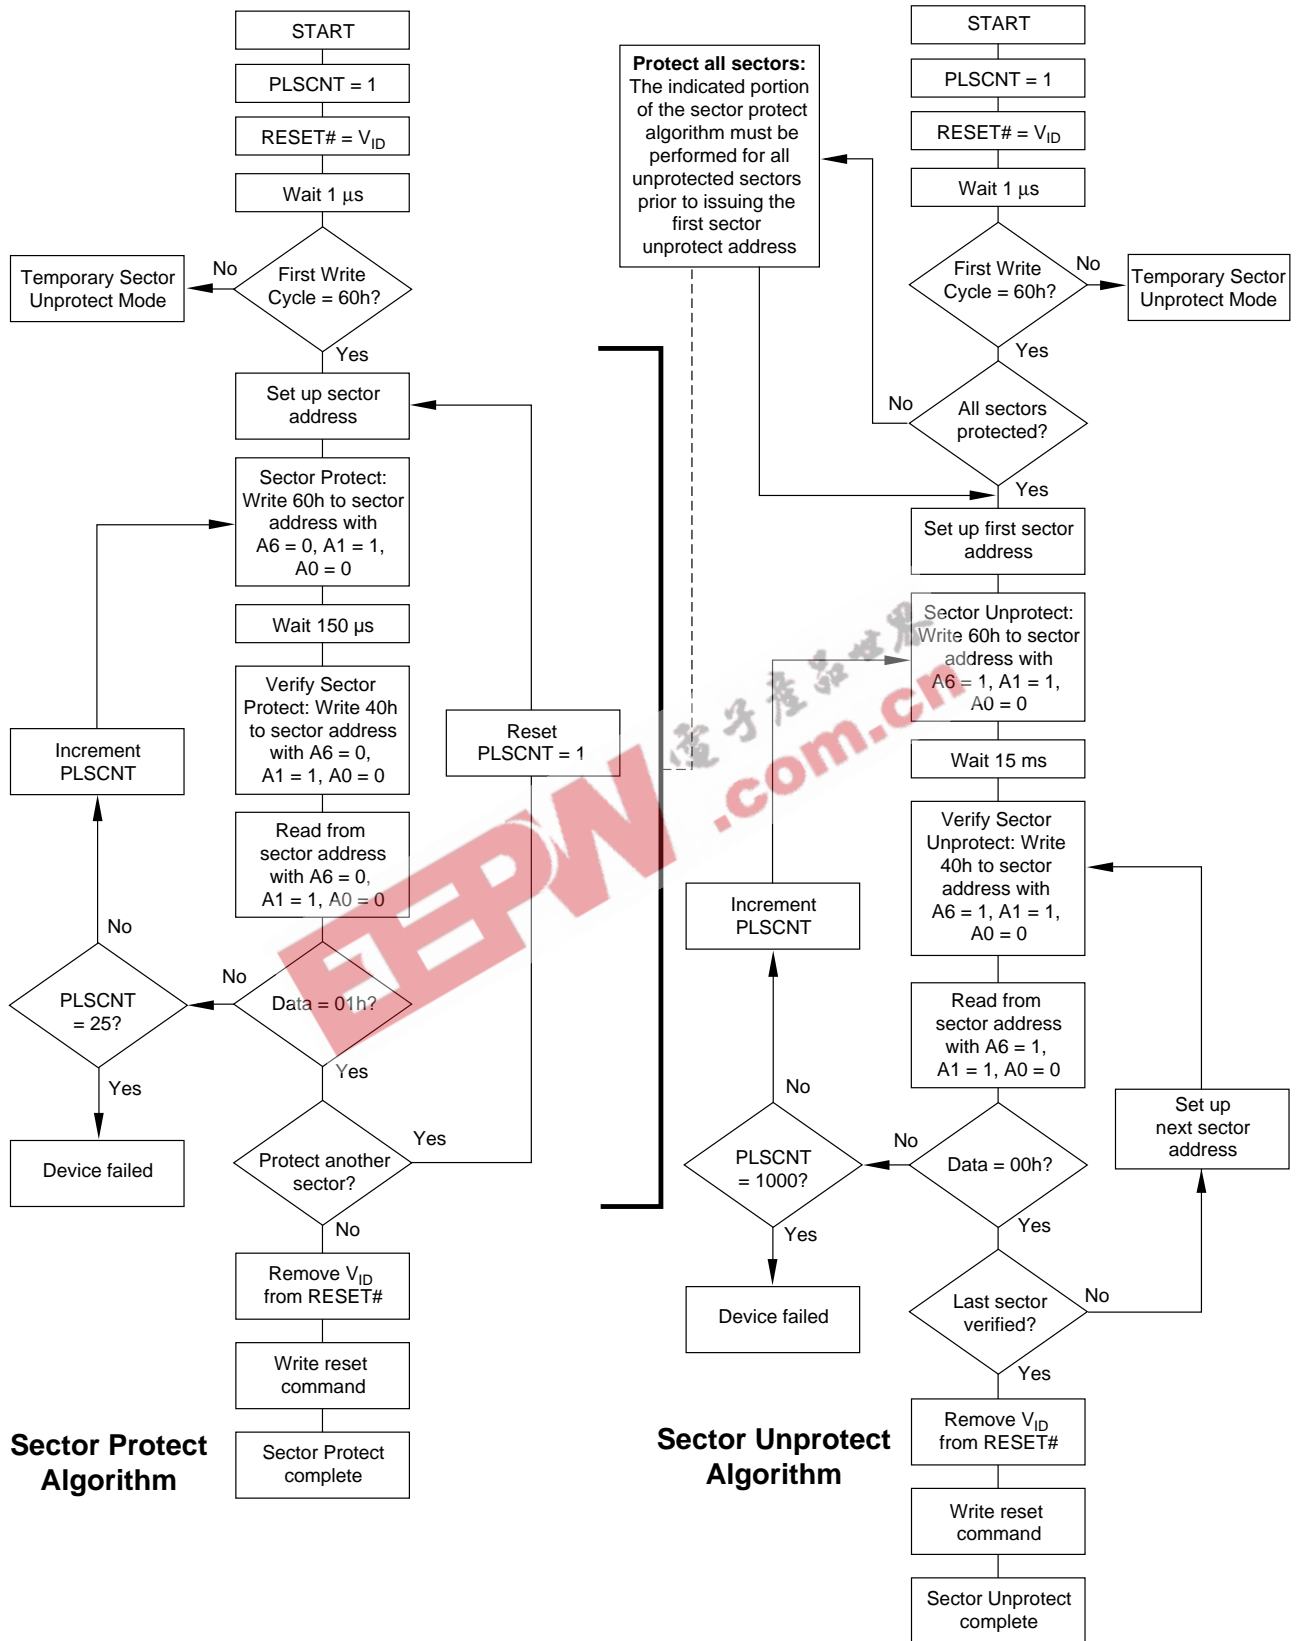 START
PLSCNT = 1
RESET# = VID
Wait 1 μs
No
First Write
Cycle = 60h?
Temporary Sector
Unprotect Mode
Yes
Set up sector
address
Sector Protect:
Write 60h to sector
address with
A6 = 0, A1 = 1,
A0 = 0
Wait 150 µs
Verify Sector
Protect: Write 40h
to sector address
with A6 = 0,
A1 = 1, A0 = 0
Increment
PLSCNT
Reset
PLSCNT = 1
Read from
sector address
with A6 = 0,
A1 = 1, A0 = 0
No
No
PLSCNT
= 25?
Data = 01h?
Yes
Yes
Device failed
Yes
Protect another
sector?
No
Remove VID
from RESET#
Write reset
command
Sector Protect
complete
Sector Protect
Algorithm
Protect all sectors:
The indicated portion
of the sector protect
algorithm must be
performed for all
unprotected sectors
prior to issuing the
first sector
unprotect address
START
PLSCNT = 1
RESET# = VID
Wait 1 μs
First Write
Cycle = 60h?
No
Temporary Sector
Unprotect Mode
Yes
No
All sectors
protected?
Yes
Set up first sector
address
Sector Unprotect:
Write 60h to sector
address with
A6 = 1, A1 = 1,
A0 = 0
Wait 15 ms
Verify Sector
Unprotect: Write
40h to sector
address with
A6 = 1, A1 = 1,
A0 = 0
Increment
PLSCNT
Read from
sector address
with A6 = 1,
A1 = 1, A0 = 0
Set up
next sector
address
No
No
PLSCNT
= 1000?
Data = 00h?
Yes
Yes
Device failed
Last sector
verified?
No
Yes
Remove VID
from RESET#
Write reset
command
Sector Unprotect
complete
Sector Unprotect
Algorithm
EEPW
電子產品世界
.com.cn